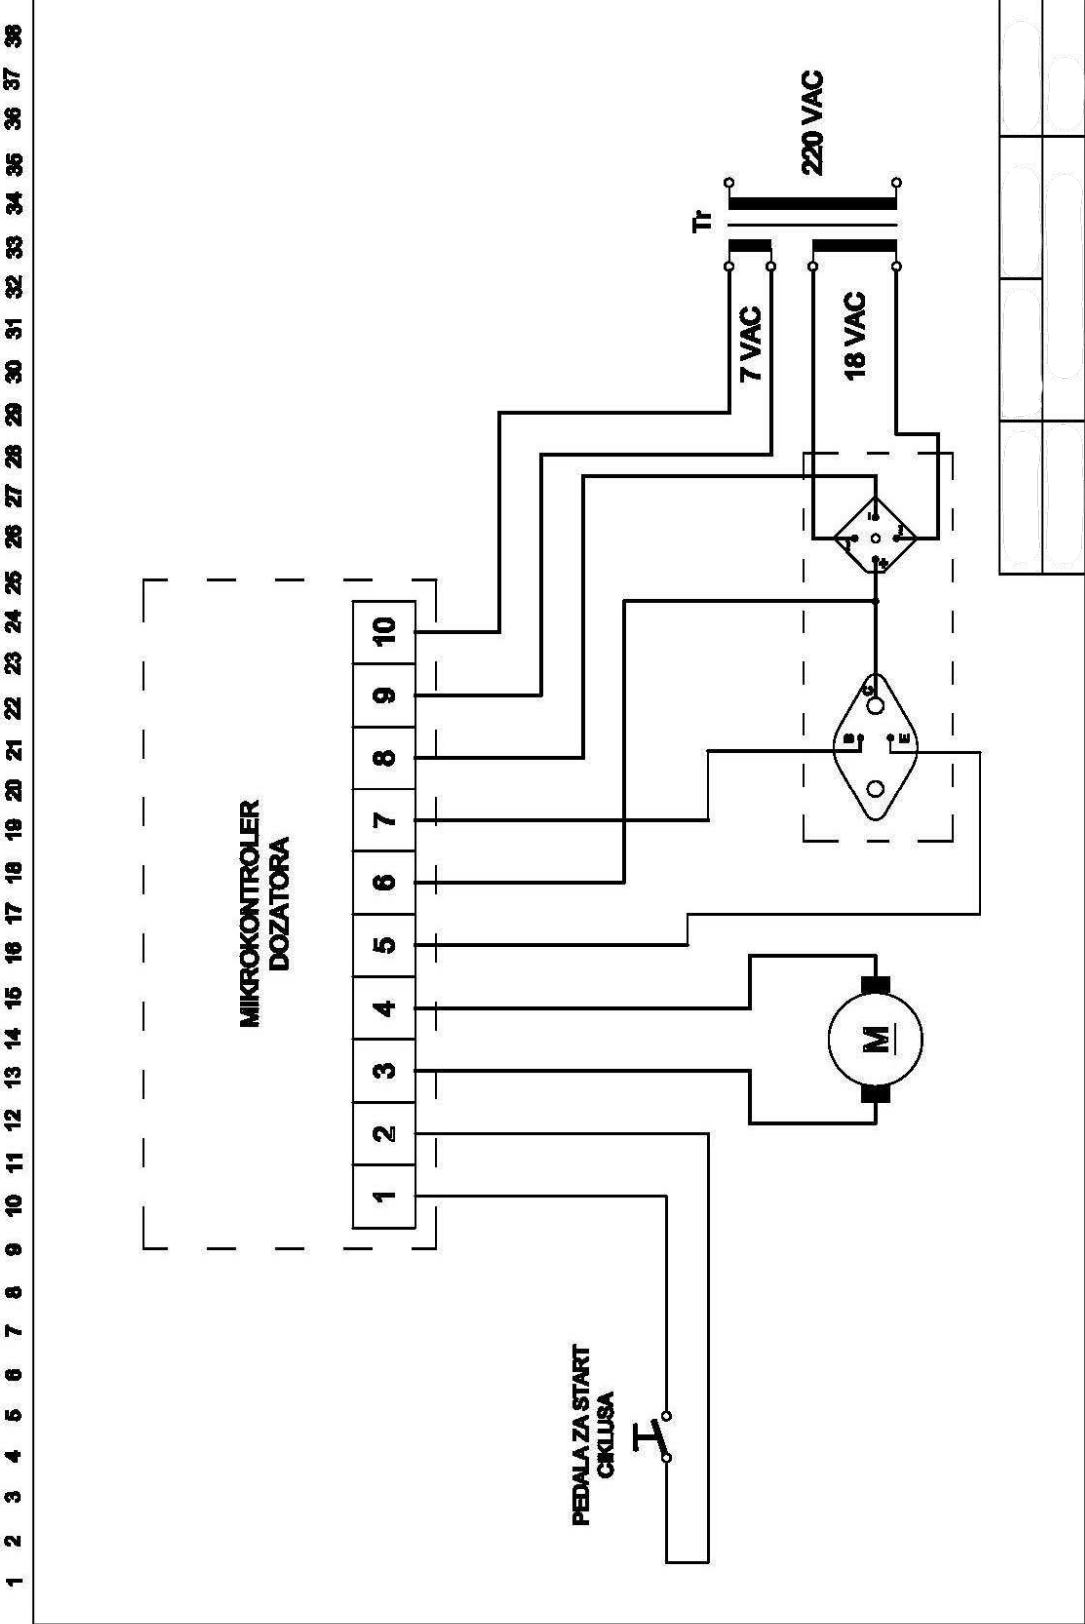 1 2 3 4 5 6 7 8 9 10 11 12 13 14 15 16 17 18 19 20 21 22 23 24 25 26 27 28 29 30 31 32 33 34 35 36 37 38
MIKROKONTROLER
DOZATORA
1 2 3 4 5 6 7 8 9 10
PEDALA ZA START
CIKLUSA
M
B
E
C
+
-
Tr
7 VAC
18 VAC
220 VAC